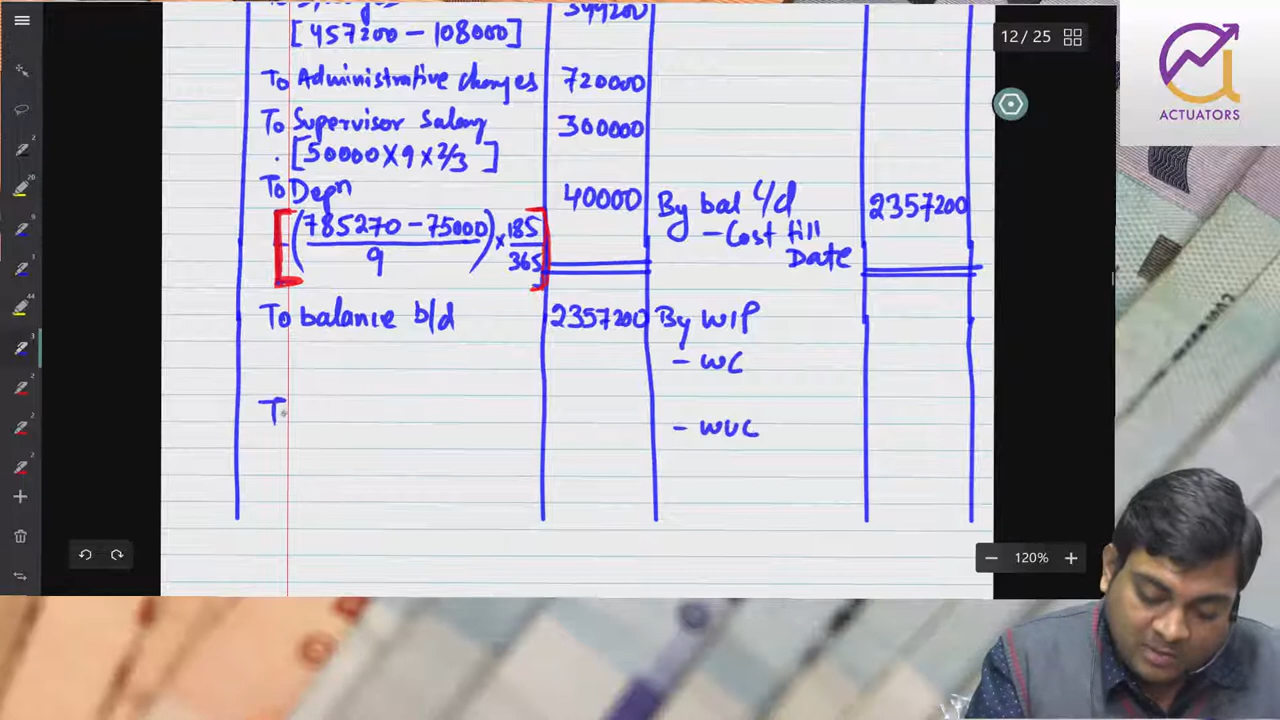 344200
[457200 - 108000]
12 / 25
To Administrative charges 720000
To Supervisor Salary 300000
[50000 X 9 X 2/3]
To Depn 40000 By bal c/d 2357200
- Cost till Date
[(785270 - 75000 / 9) x 185 / 365]
To balance b/d 2357200 By WIP
- WC
T
- WUC
120%
ACTUATORS